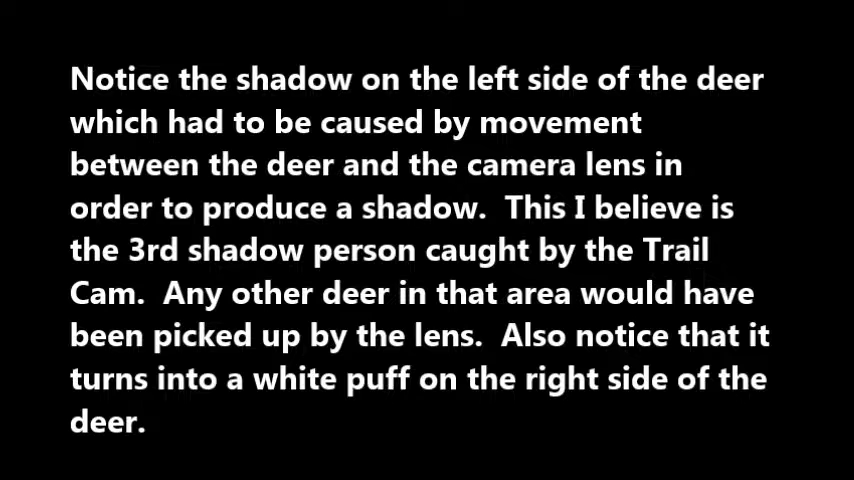 Notice the shadow on the left side of the deer
which had to be caused by movement
between the deer and the camera lens in
order to produce a shadow.  This I believe is
the 3rd shadow person caught by the Trail
Cam.  Any other deer in that area would have
been picked up by the lens.  Also notice that it
turns into a white puff on the right side of the
deer.